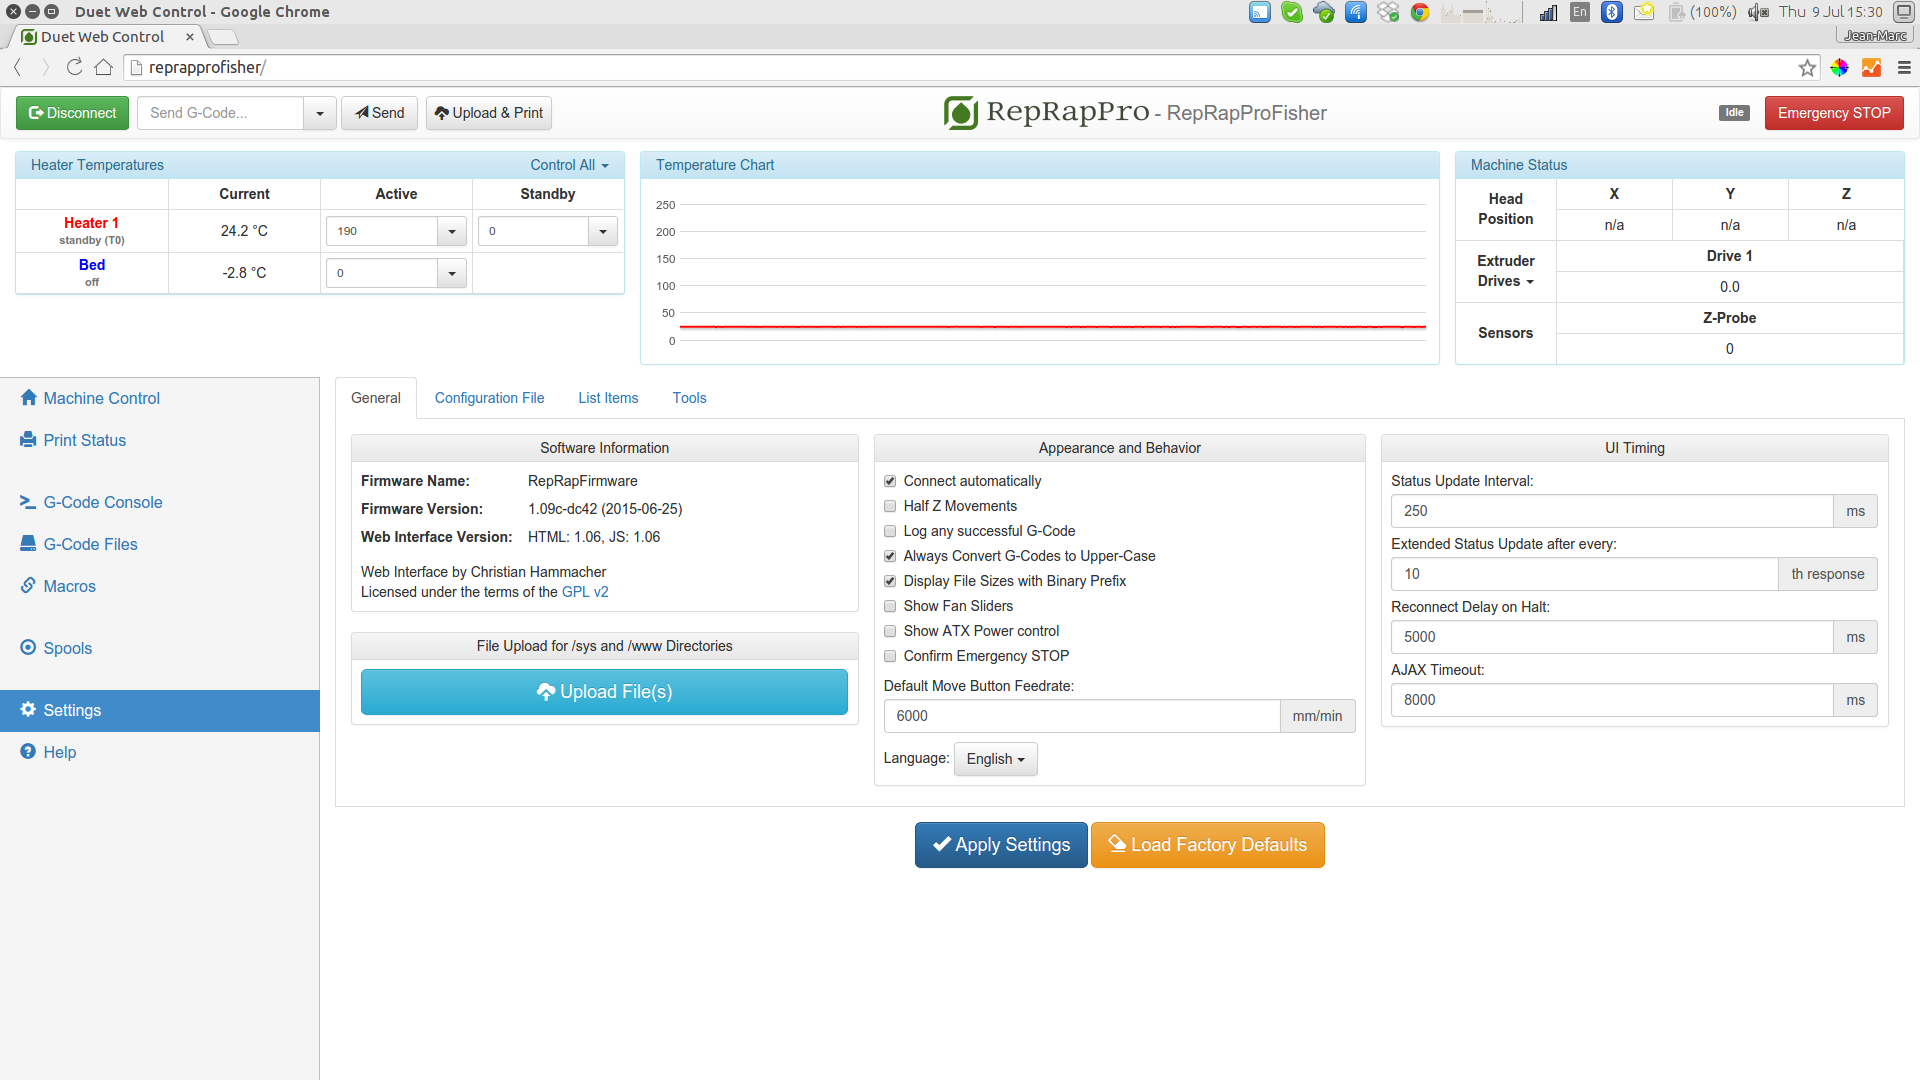 Duet Web Control - Google Chrome
En
(100%)
Thu 9 Jul 15:30
Duet Web Control
Jean-Marc
reprapprofisher/
Disconnect
Send G-Code...
Send
Upload & Print
RepRapPro - RepRapProFisher
Idle
Emergency STOP
Heater Temperatures
Control All
Current Active Standby
Heater 1
standby (T0)
24.2 °C
190
0
Bed
off
-2.8 °C
0
Temperature Chart
250
200
150
100
50
0
Machine Status
Head Position
X Y Z
n/a n/a n/a
Extruder Drives
Drive 1
0.0
Sensors
Z-Probe
0
Machine Control
Print Status
G-Code Console
G-Code Files
Macros
Spools
Settings
Help
General
Configuration File
List Items
Tools
Software Information
Firmware Name: RepRapFirmware
Firmware Version: 1.09c-dc42 (2015-06-25)
Web Interface Version: HTML: 1.06, JS: 1.06
Web Interface by Christian Hammacher
Licensed under the terms of the GPL v2
File Upload for /sys and /www Directories
Upload File(s)
Appearance and Behavior
Connect automatically
Half Z Movements
Log any successful G-Code
Always Convert G-Codes to Upper-Case
Display File Sizes with Binary Prefix
Show Fan Sliders
Show ATX Power control
Confirm Emergency STOP
Default Move Button Feedrate:
6000 mm/min
Language: English
UI Timing
Status Update Interval:
250 ms
Extended Status Update after every:
10 th response
Reconnect Delay on Halt:
5000 ms
AJAX Timeout:
8000 ms
Apply Settings
Load Factory Defaults